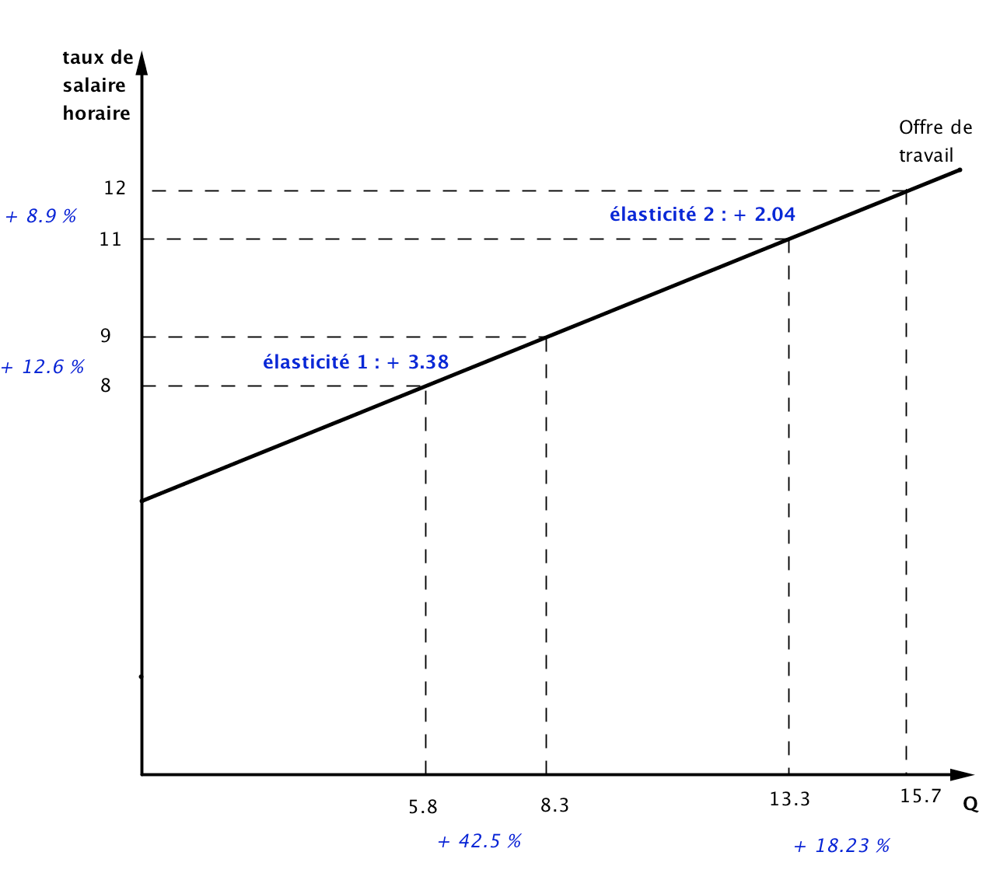 taux de
salaire
horaire
Offre de
travail
12
+ 8.9 %
élasticité 2 : + 2.04
11
9
élasticité 1 : + 3.38
+ 12.6 %
8
5.8
8.3
13.3
15.7
Q
+ 42.5 %
+ 18.23 %